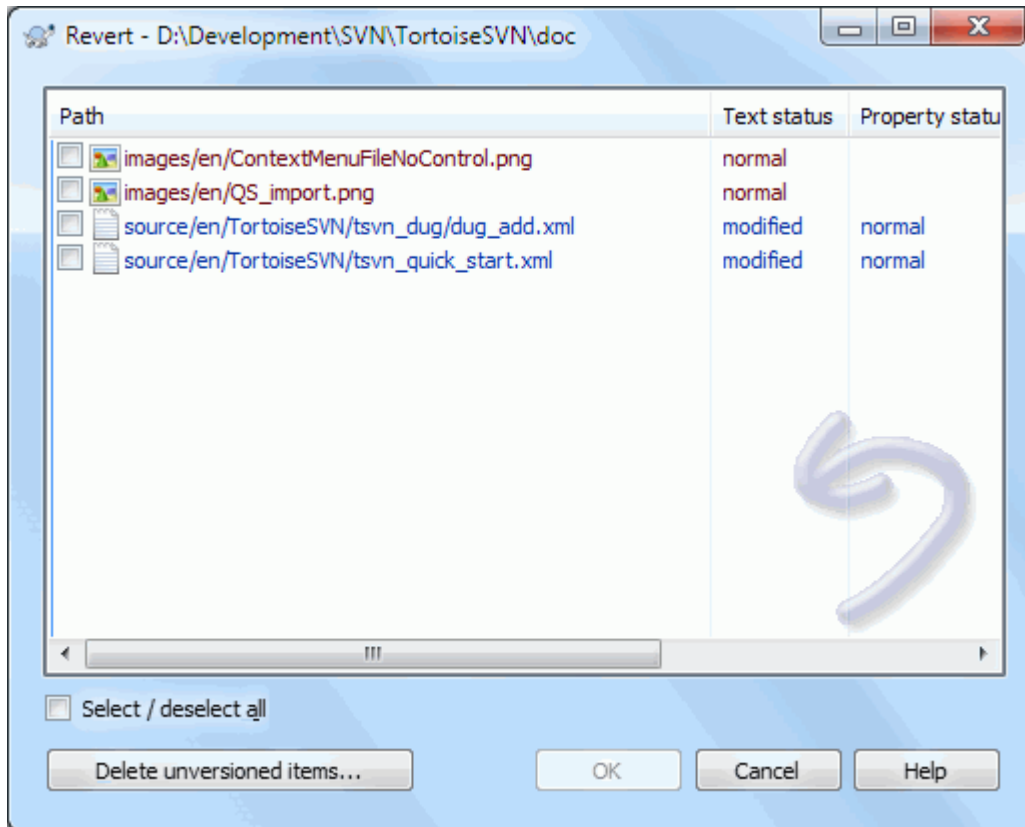 Revert - D:\Development\SVN\TortoiseSVN\doc
Path Text status Property statu
images/en/ContextMenuFileNoControl.png normal
images/en/QS_import.png normal
source/en/TortoiseSVN/tsvn_dug/dug_add.xml modified normal
source/en/TortoiseSVN/tsvn_quick_start.xml modified normal
Select / deselect all
Delete unversioned items... OK Cancel Help